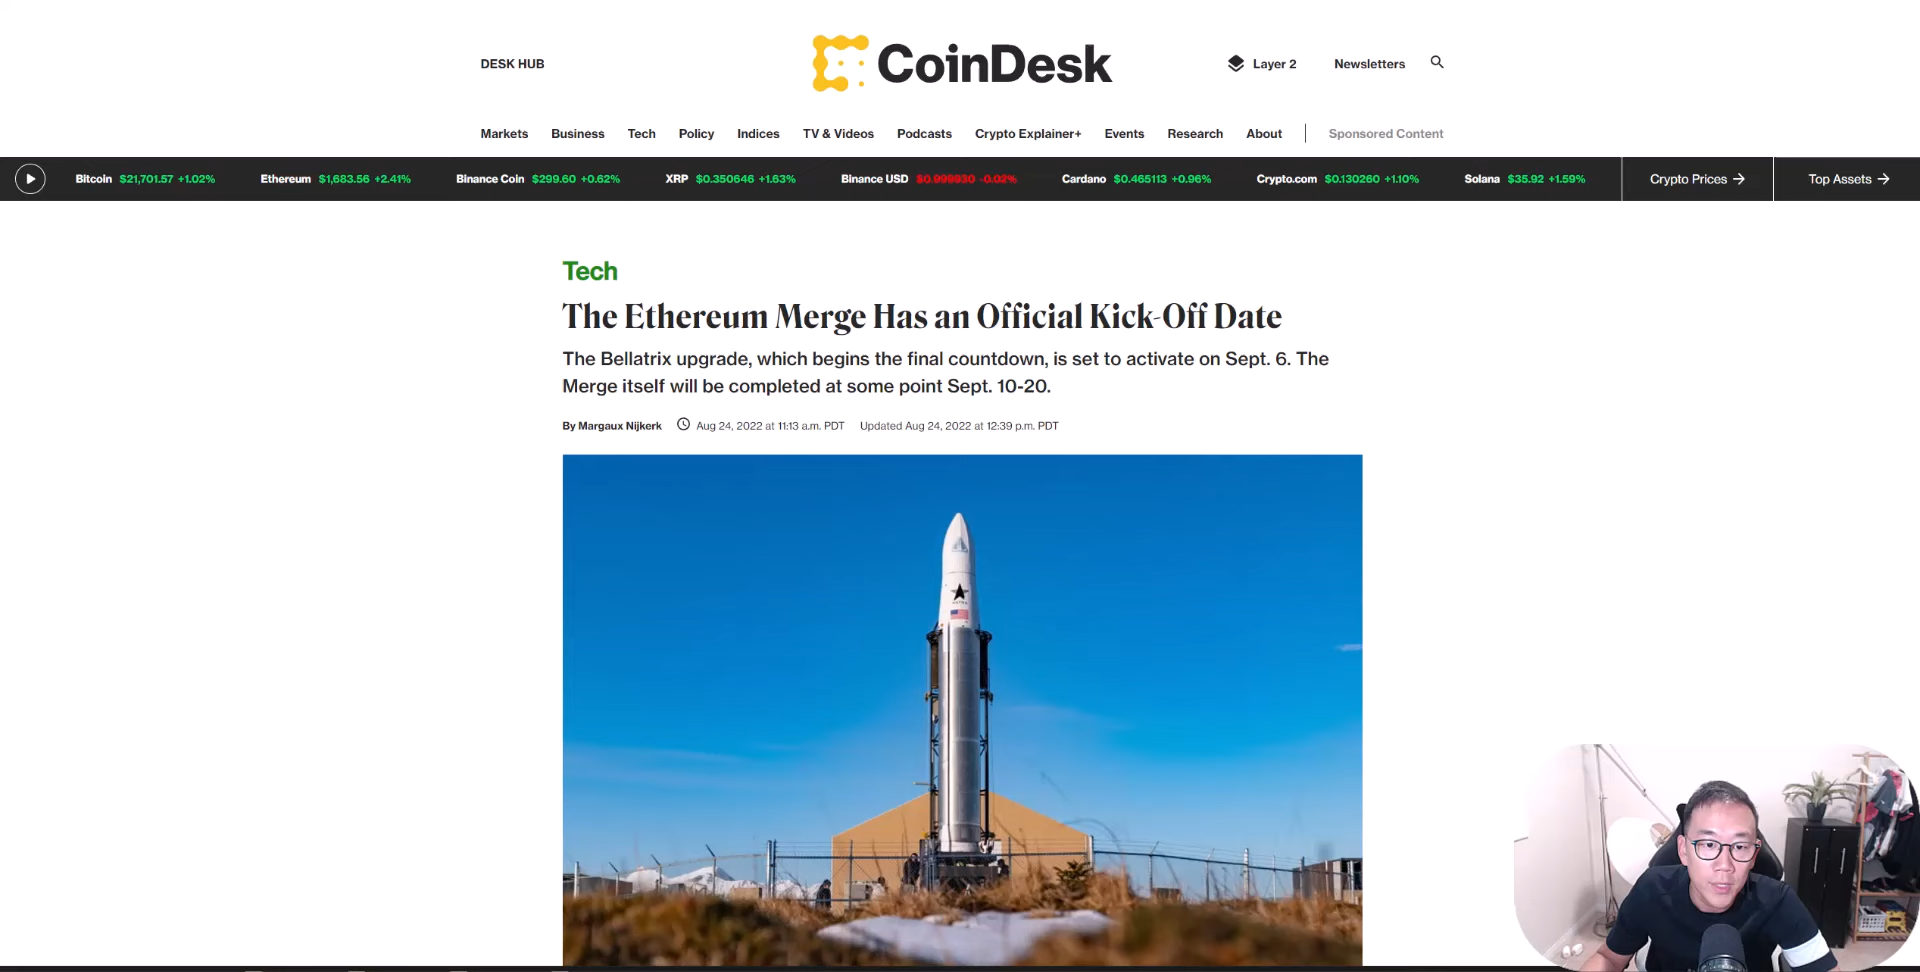 DESK HUB
CoinDesk
Layer 2
Newsletters
Markets Business Tech Policy Indices TV & Videos Podcasts Crypto Explainer+ Events Research About Sponsored Content
Bitcoin $21,701.57 +1.02% Ethereum $1,683.56 +2.41% Binance Coin $299.60 +0.62% XRP $0.350646 +1.63% Binance USD $0.999930 -0.02% Cardano $0.465113 +0.96% Crypto.com $0.130260 +1.10% Solana $35.92 +1.59% Crypto Prices → Top Assets →
Tech
The Ethereum Merge Has an Official Kick-Off Date
The Bellatrix upgrade, which begins the final countdown, is set to activate on Sept. 6. The
Merge itself will be completed at some point Sept. 10-20.
By Margaux Nijkerk Aug 24, 2022 at 11:13 a.m. PDT Updated Aug 24, 2022 at 12:39 p.m. PDT